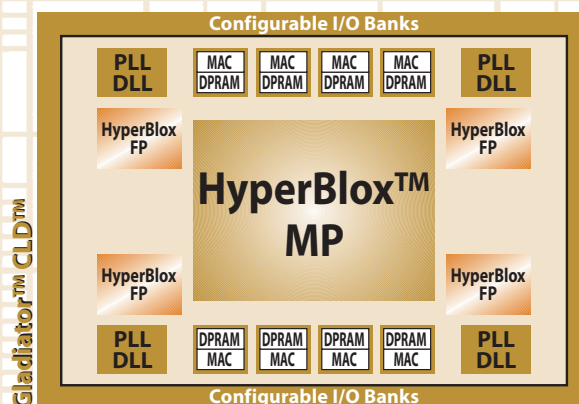 Configurable I/O Banks
PLL MAC MAC MAC MAC PLL
DLL DPRAM DPRAM DPRAM DPRAM DLL
HyperBlox HyperBlox
FP FP
HyperBlox™
MP
HyperBlox HyperBlox
FP FP
PLL DPRAM DPRAM DPRAM DPRAM PLL
DLL MAC MAC MAC MAC DLL
Configurable I/O Banks
Gladiator™ CLD™